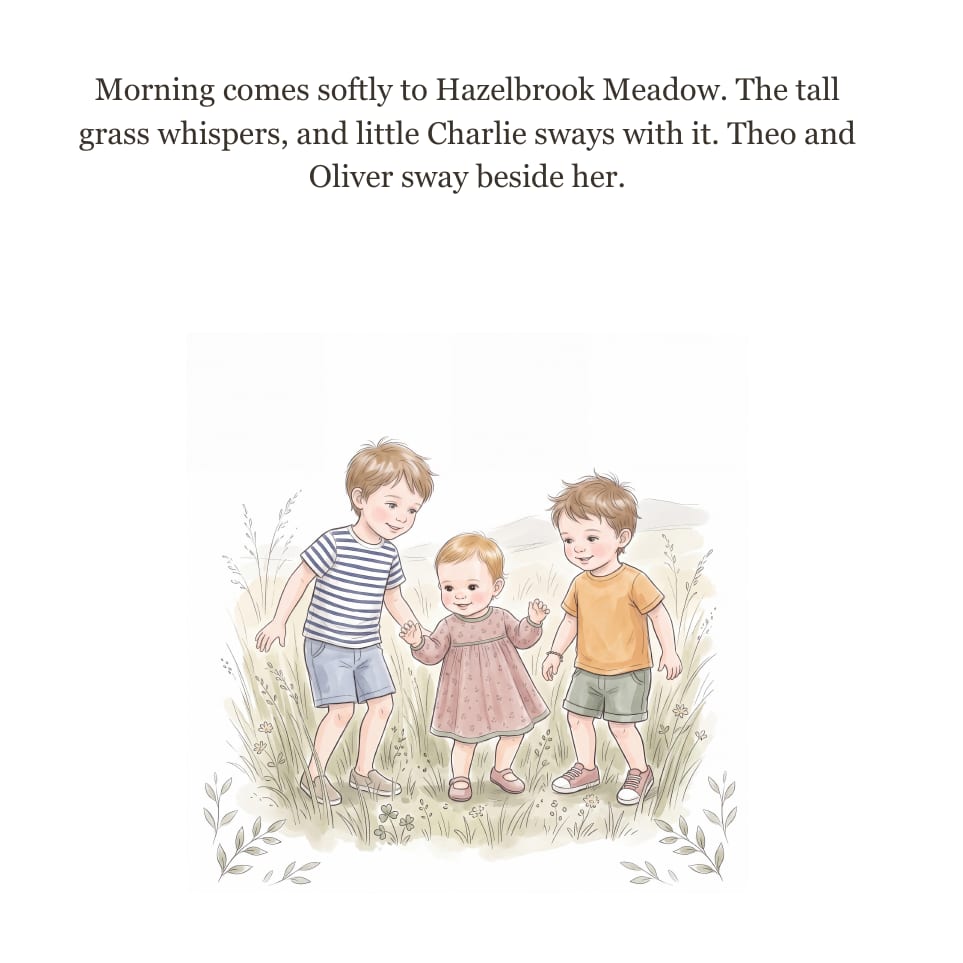 Morning comes softly to Hazelbrook Meadow. The tall
grass whispers, and little Charlie sways with it. Theo and
Oliver sway beside her.